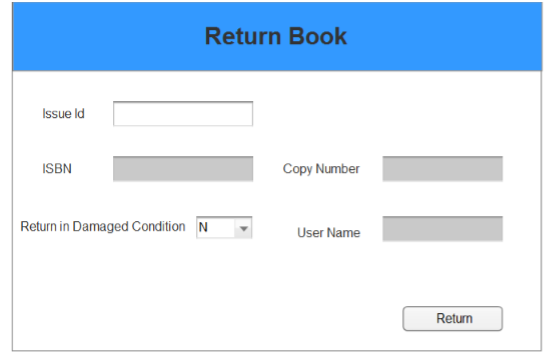 Return Book
Issue Id
ISBN
Copy Number
Return in Damaged Condition N
User Name
Return